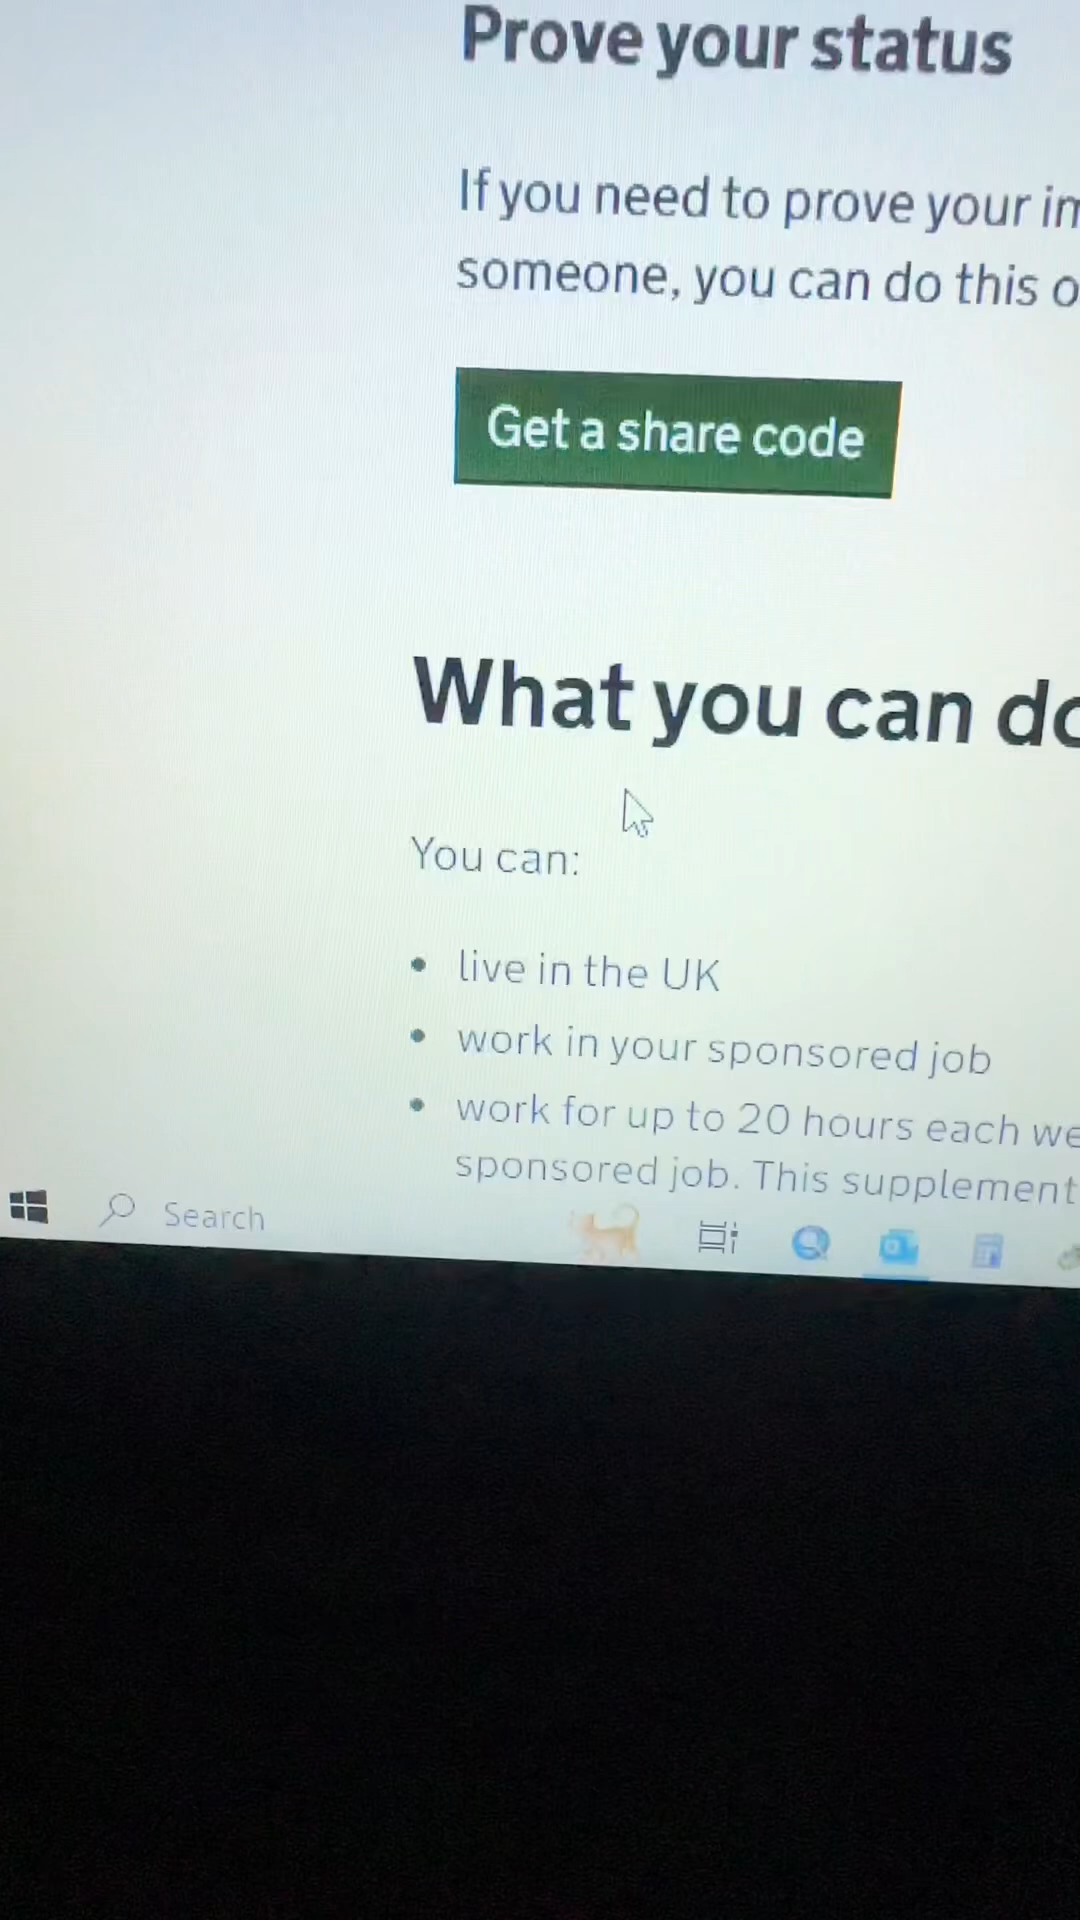 Prove your status
If you need to prove your
someone, you can do this
Get a share code
What you can do
You can:
• live in the UK
• work in your sponsored job
• work for up to 20 hours each
sponsored job. This
Search